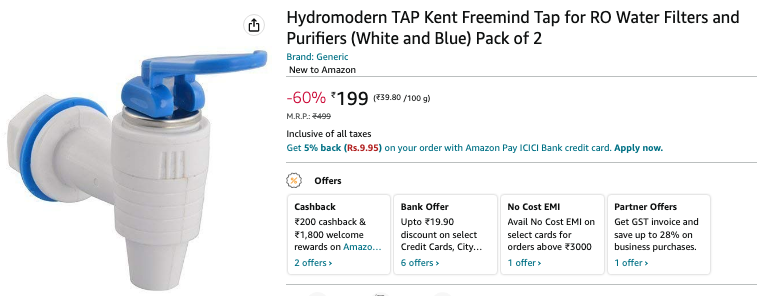 Hydromodern TAP Kent Freemind Tap for RO Water Filters and
Purifiers (White and Blue) Pack of 2
Brand: Generic
New to Amazon
-60% ₹199 (₹39.80 /100 g)
M.R.P.: ₹499
Inclusive of all taxes
Get 5% back (Rs.9.95) on your order with Amazon Pay ICICI Bank credit card. Apply now.
Offers
Cashback
₹200 cashback &
₹1,800 welcome
rewards on Amazo...
2 offers ›
Bank Offer
Upto ₹19.90
discount on select
Credit Cards, City...
6 offers ›
No Cost EMI
Avail No Cost EMI on
select cards for
orders above ₹3000
1 offer ›
Partner Offers
Get GST invoice and
save up to 28% on
business purchases.
1 offer ›